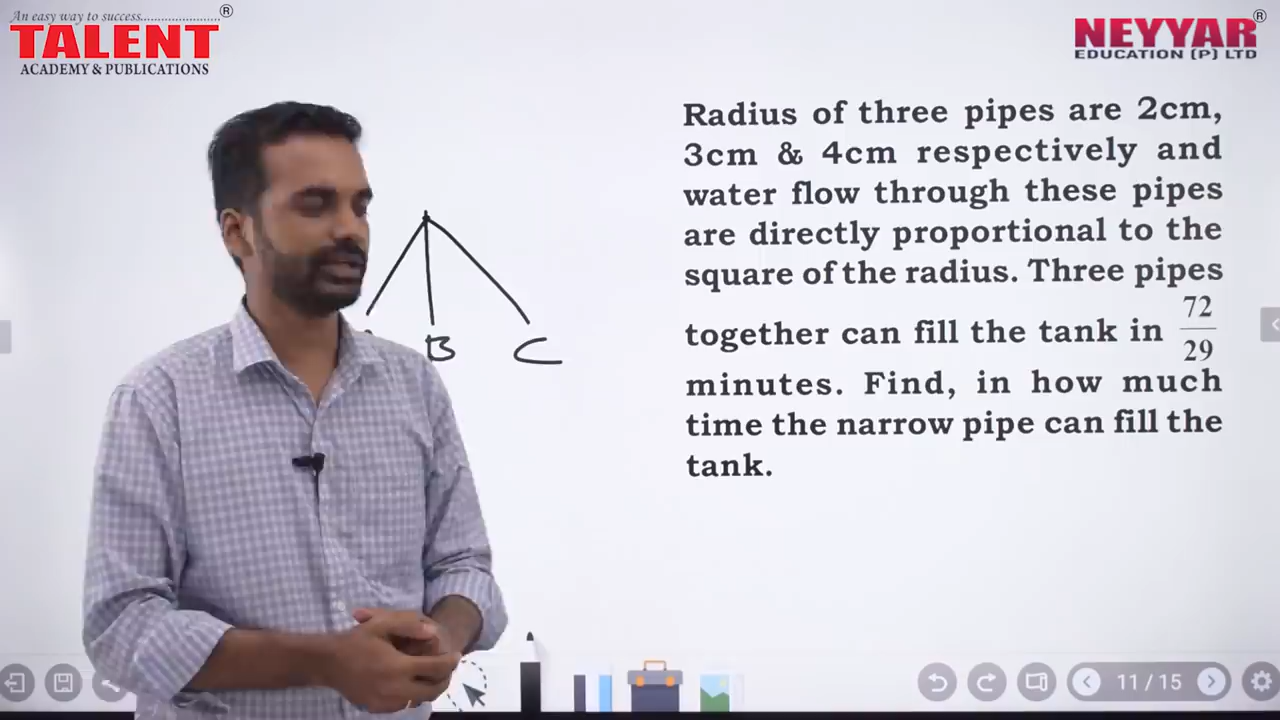 An easy way to success......................
®
TALENT
ACADEMY & PUBLICATIONS
®
NEYYAR
EDUCATION (P) LTD
Radius of three pipes are 2cm,
3cm & 4cm respectively and
water flow through these pipes
are directly proportional to the
square of the radius. Three pipes
together can fill the tank in 72/29
minutes. Find, in how much
time the narrow pipe can fill the
tank.
B C
11 / 15